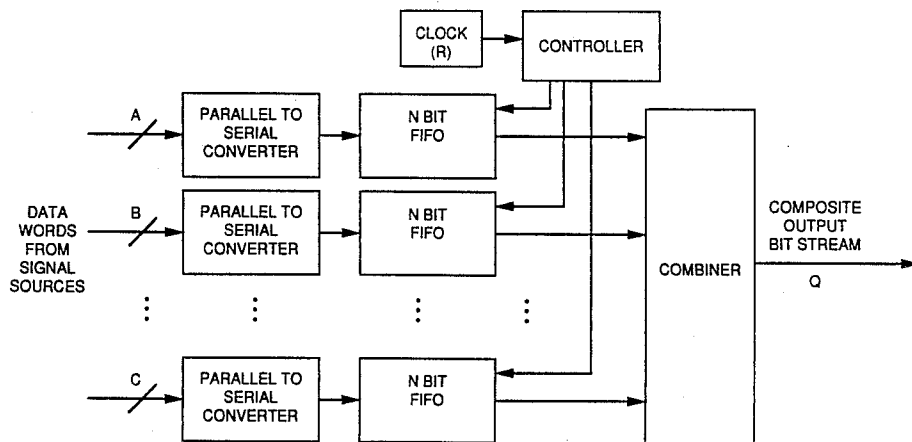 CLOCK
(R)
CONTROLLER
A
PARALLEL TO
SERIAL
CONVERTER
N BIT
FIFO
DATA
WORDS
FROM
SIGNAL
SOURCES
B
PARALLEL TO
SERIAL
CONVERTER
N BIT
FIFO
COMBINER
COMPOSITE
OUTPUT
BIT STREAM
Q
C
PARALLEL TO
SERIAL
CONVERTER
N BIT
FIFO